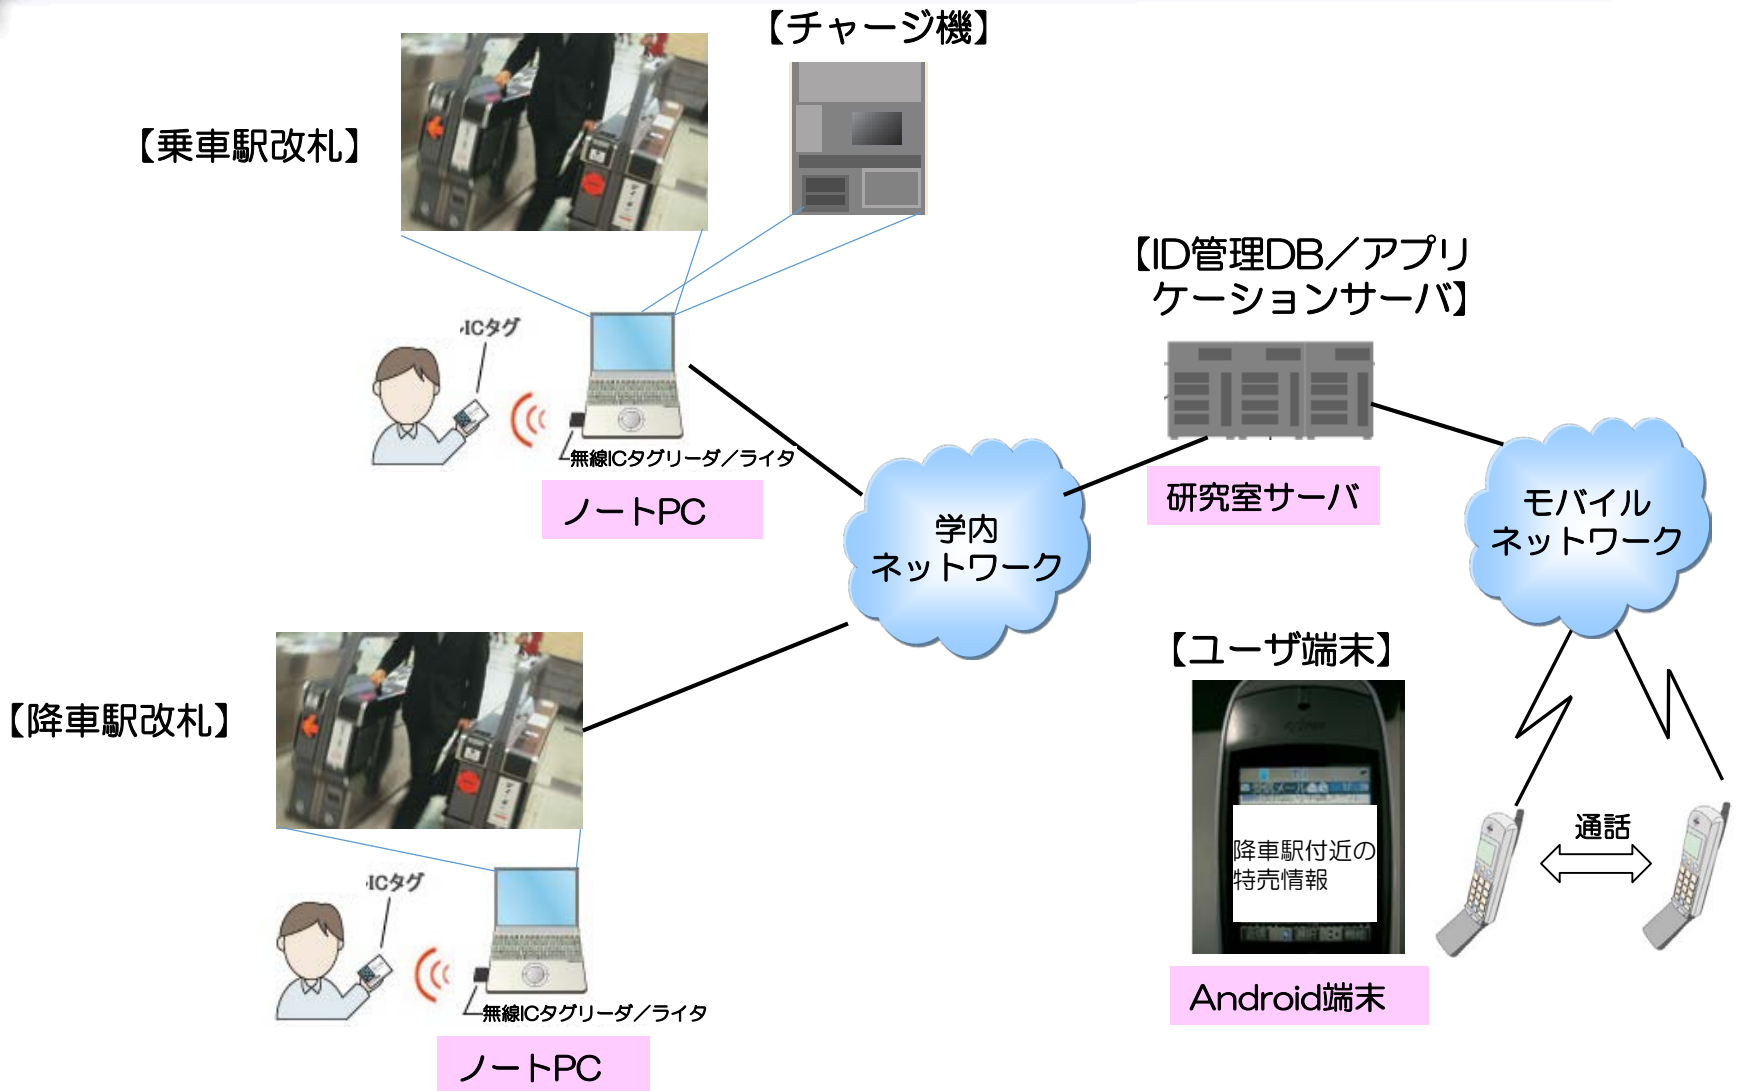 【チャージ機】
【乗車駅改札】
ICタグ
無線ICタグリーダ／ライタ
ノートPC
【ID管理DB／アプリ
ケーションサーバ】
研究室サーバ
学内
ネットワーク
モバイル
ネットワーク
【降車駅改札】
ICタグ
無線ICタグリーダ／ライタ
ノートPC
【ユーザ端末】
降車駅付近の
特売情報
Android端末
通話